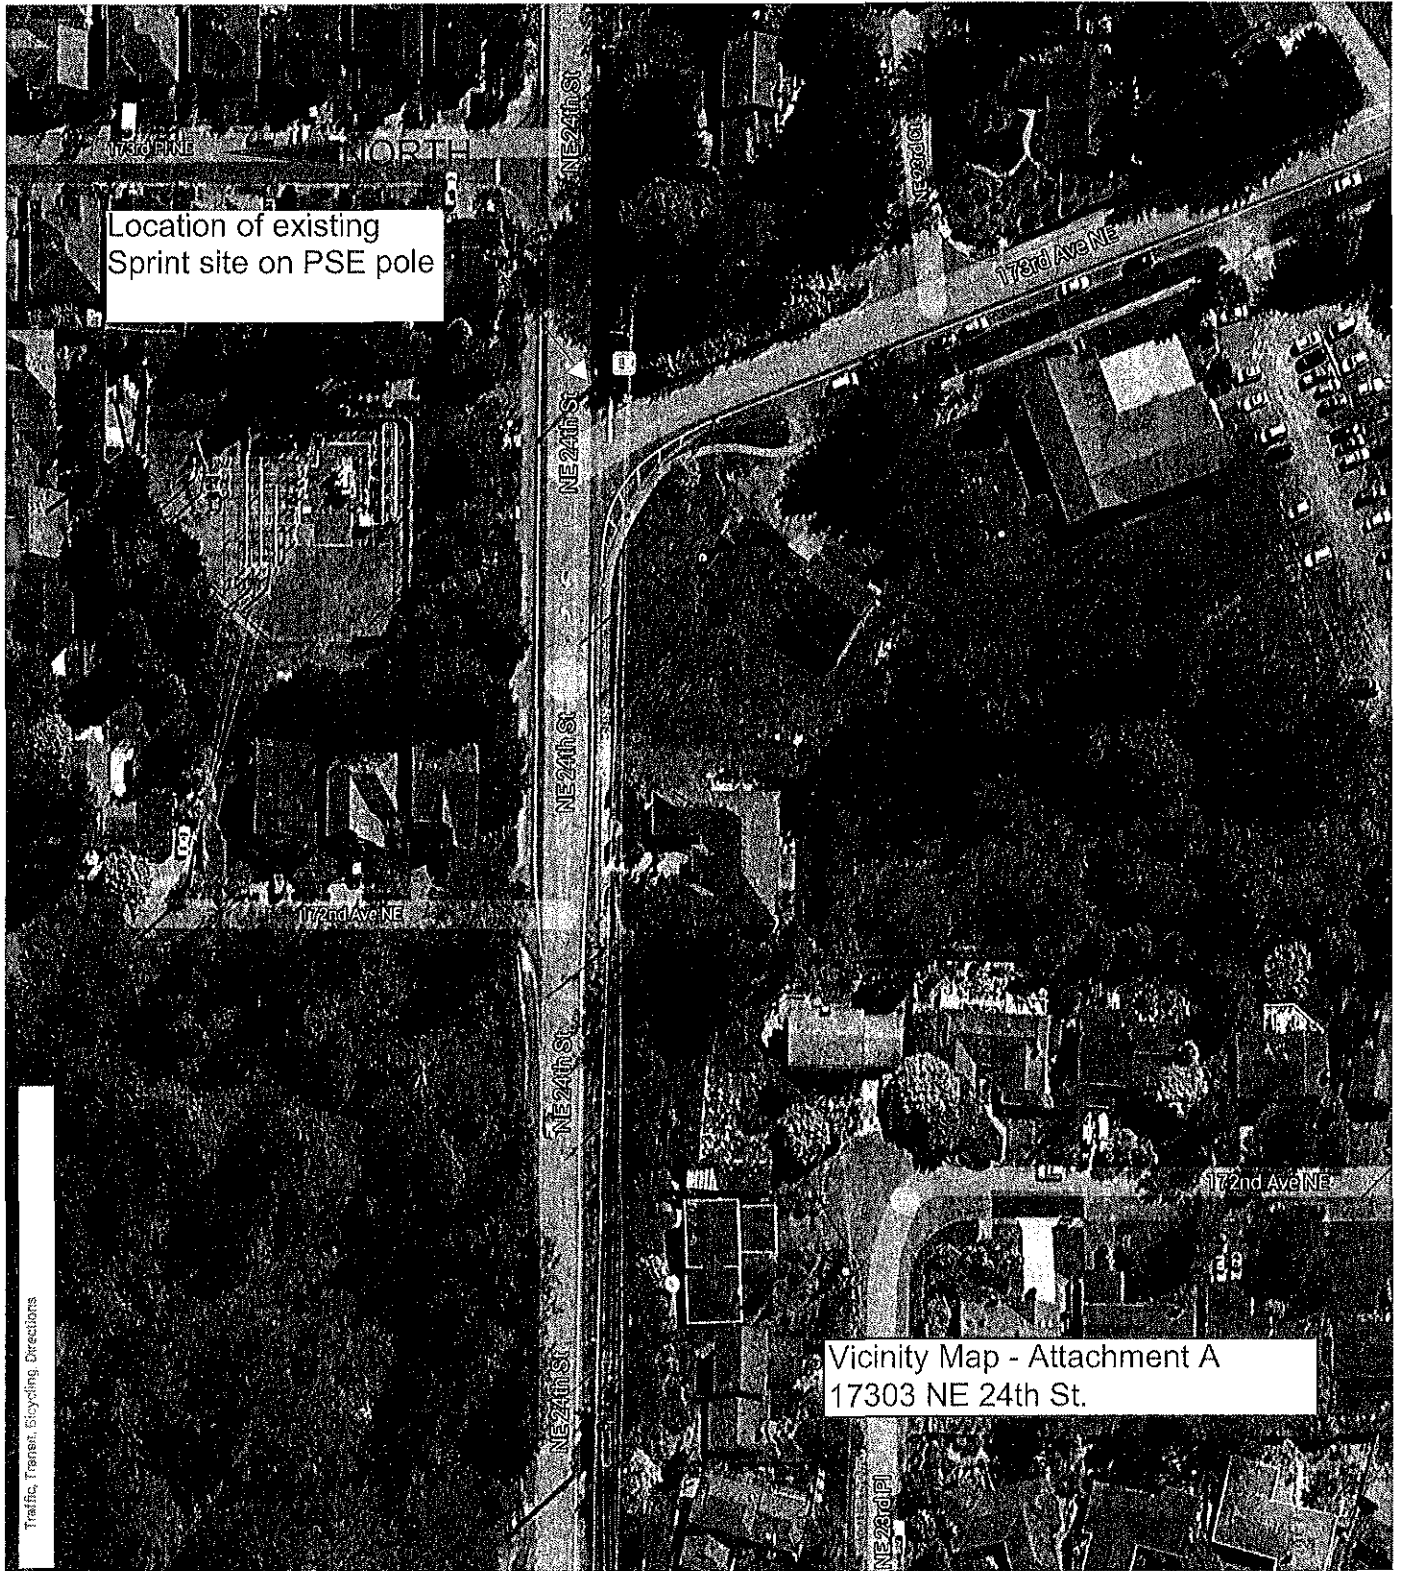 NE 24th St
173rd Pl NE
NORTH
NE 23rd Ct
Location of existing
Sprint site on PSE pole
173rd Ave NE
NE 24th St
NE 24th St
172nd Ave NE
NE 24th St
172nd Ave NE
Vicinity Map - Attachment A
17303 NE 24th St.
NE 24th St
NE 23rd Pl
Traffic, Transit, Bicycling, Directions